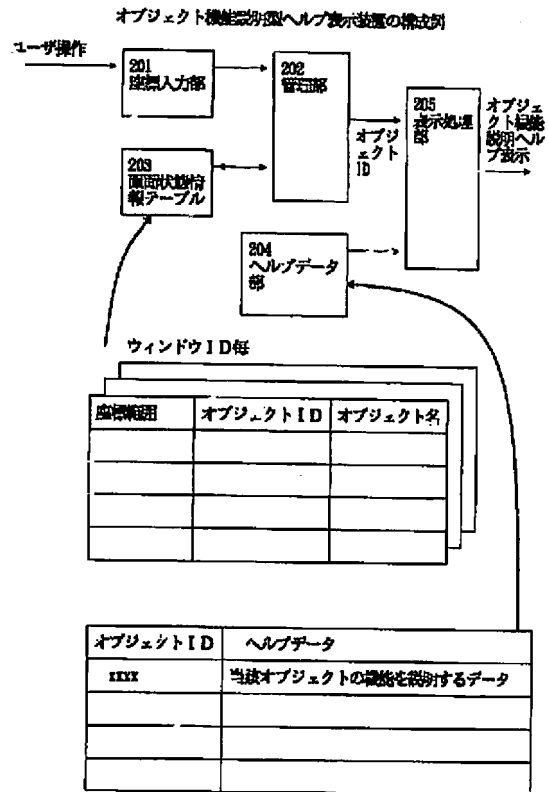 オブジェクト機能説明型ヘルプ表示装置の構成例
ユーザ操作
201
座標入力部
202
管理部
203
画面状態情
報テーブル
オブジ
ェクト
ID
205
表示処理
部
オブジェ
クト機能
説明ヘル
プ表示
204
ヘルプデータ
部
ウィンドウID毎
座標範囲 オブジェクトID オブジェクト名
オブジェクトID ヘルプデータ
xxxx 当該オブジェクトの機能を説明するデータ